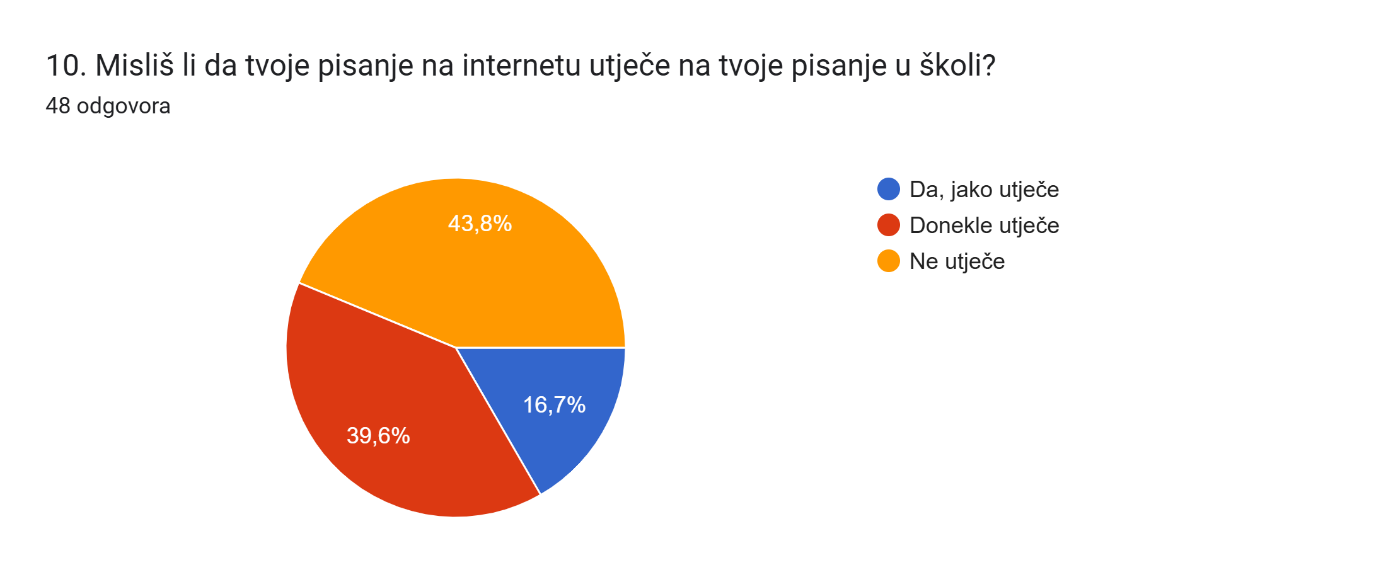 10. Misliš li da tvoje pisanje na internetu utječe na tvoje pisanje u školi?
48 odgovora
Da, jako utječe
Donekle utječe
Ne utječe
43,8%
16,7%
39,6%